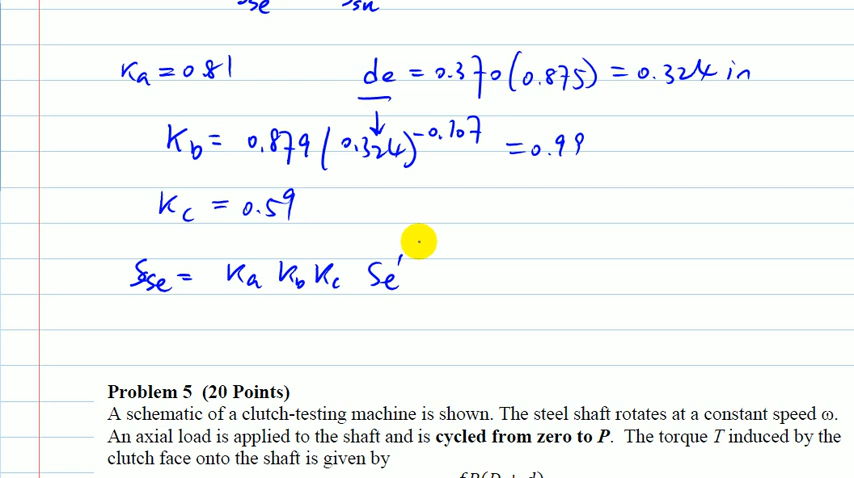 Sse Ssu
Ka = 0.81 de = 0.370(0.875) = 0.324 in
Kb = 0.879(0.324)^-0.107 = 0.99
Kc = 0.59
Sse = Ka Kb Kc Se'
Problem 5 (20 Points)
A schematic of a clutch-testing machine is shown. The steel shaft rotates at a constant speed ω.
An axial load is applied to the shaft and is cycled from zero to P. The torque T induced by the
clutch face onto the shaft is given by